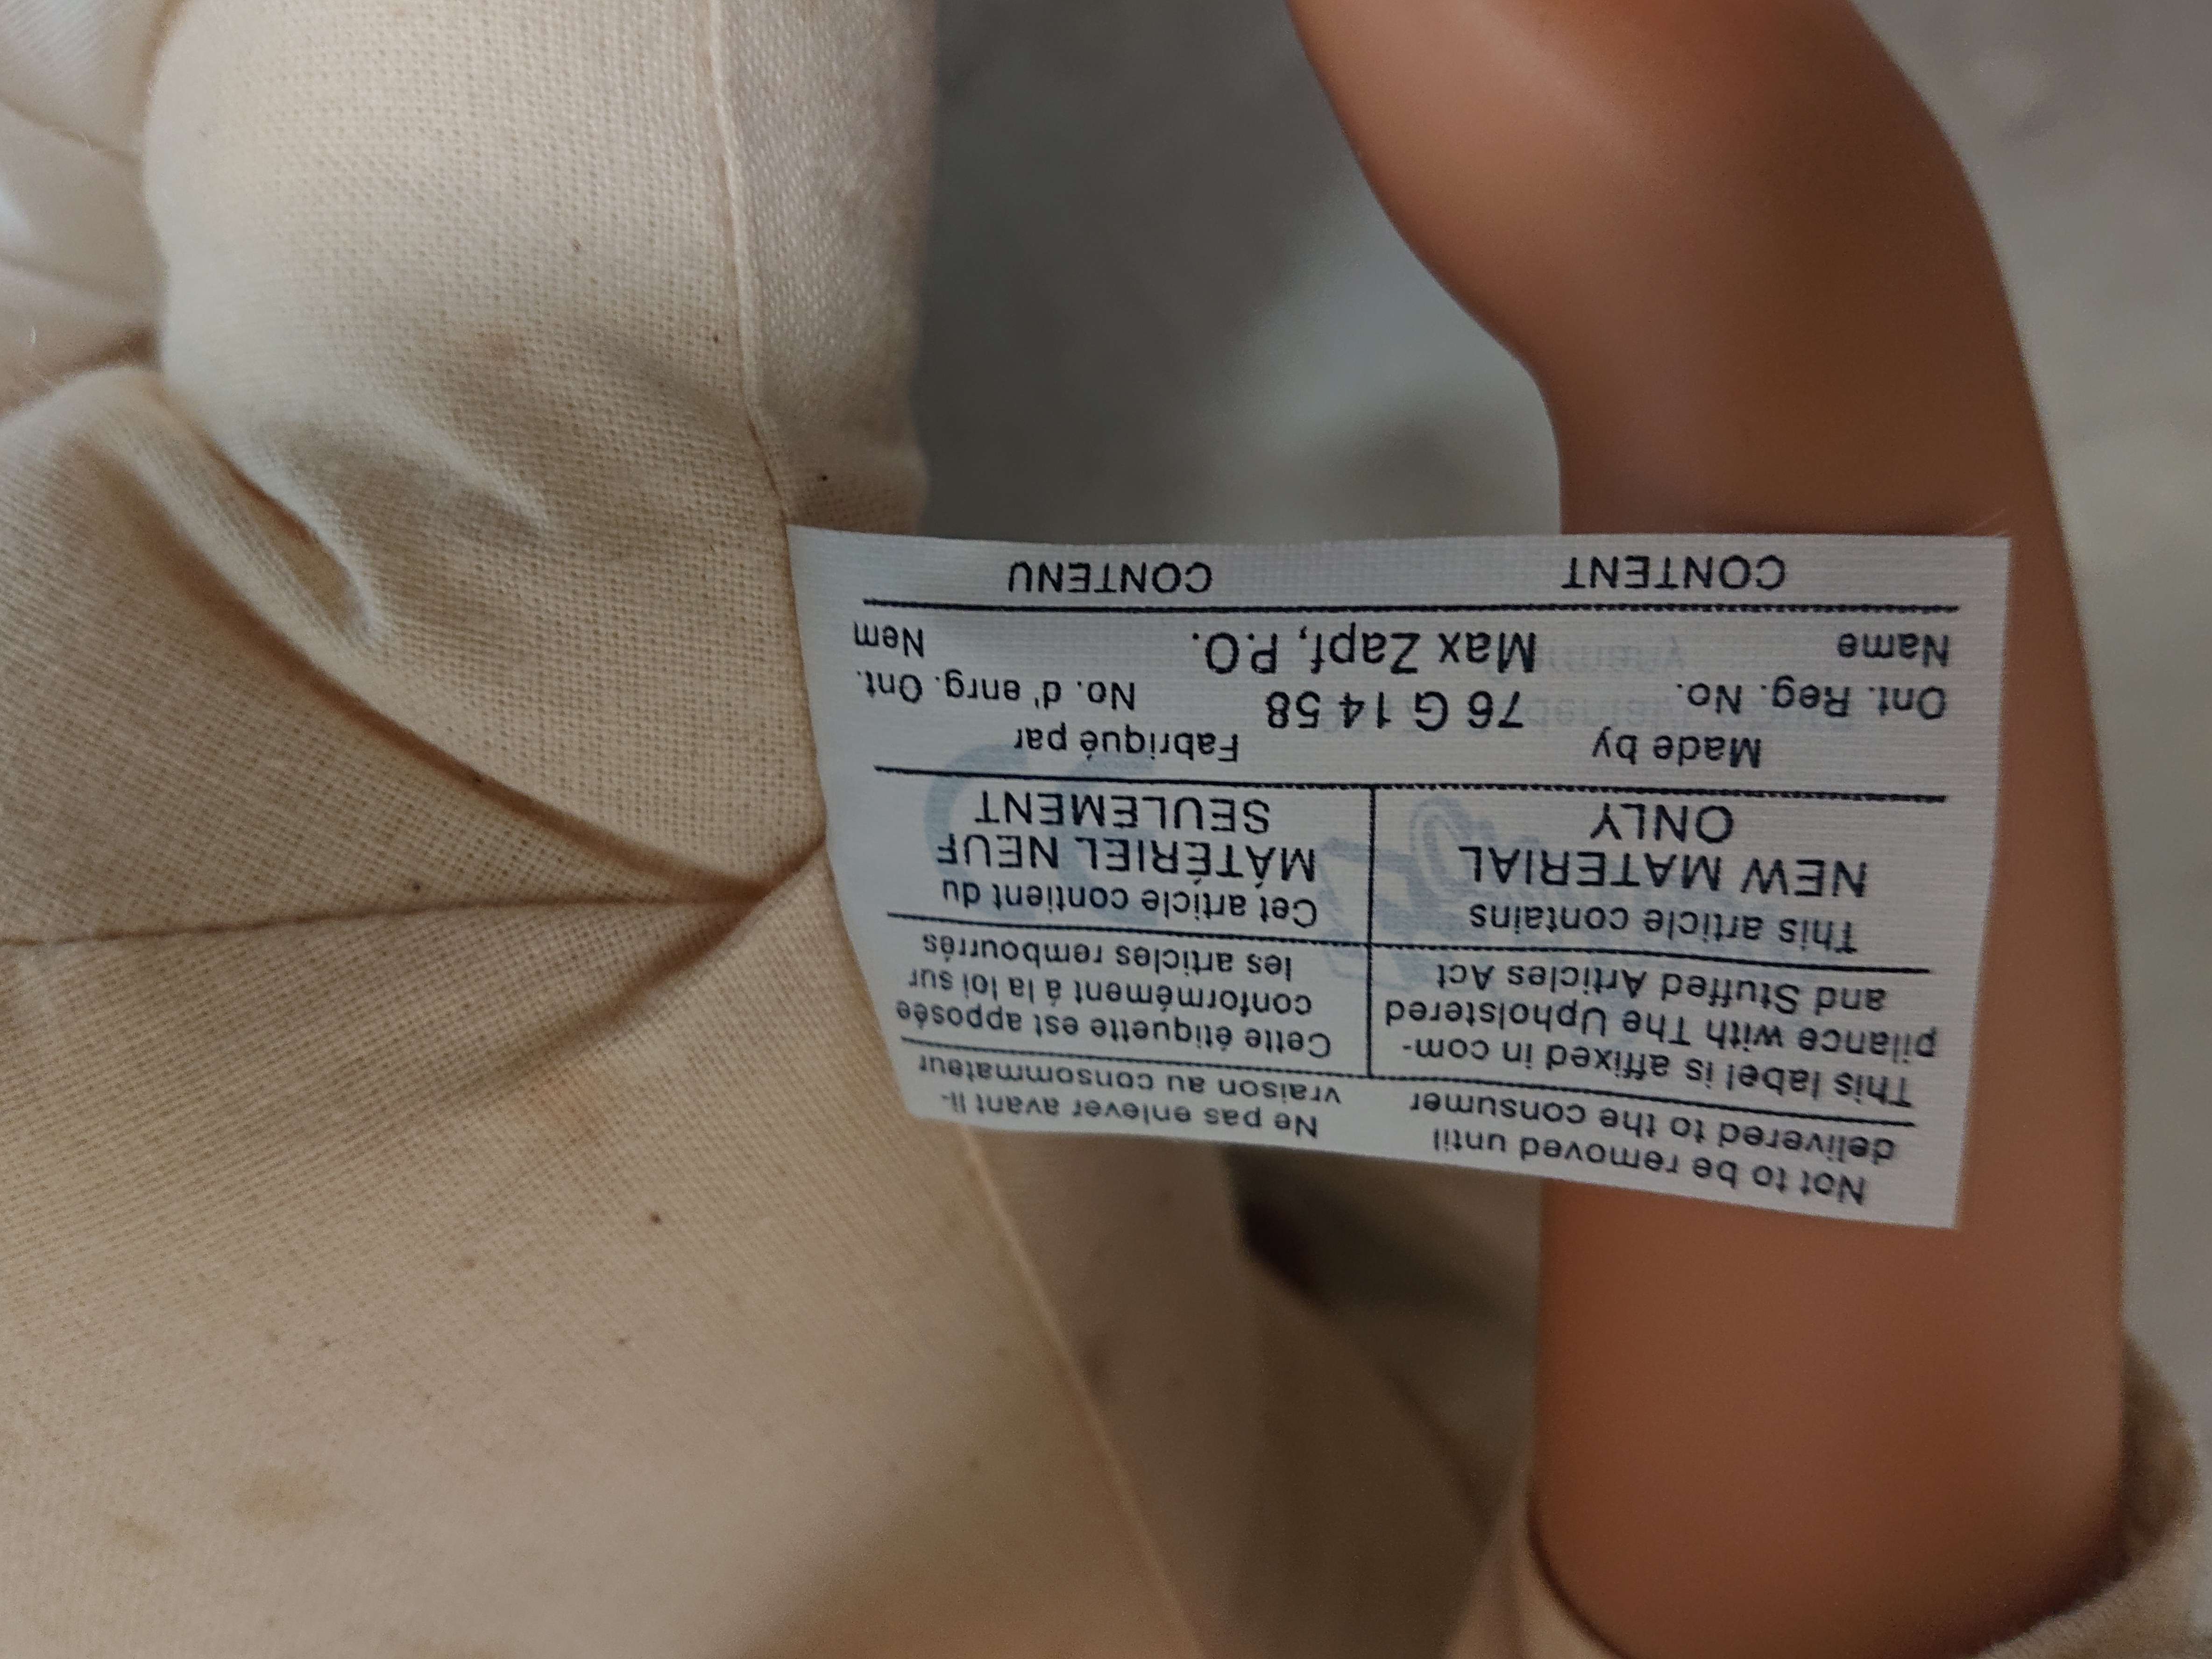 Not to be removed until
delivered to the consumer
Ne pas enlever avant li-
vraison au consommateur
This label is affixed in com-
pliance with The Upholstered
and Stuffed Articles Act
Cette étiquette est apposée
conformément á la loi sur
les articles rembourrés
This article contains
NEW MATERIAL
ONLY
Cet article contient du
MATÉRIEL NEUF
SEULEMENT
Made by Fabriqué par
Ont. Reg. No. 76 G 14 58 No. d'enrg. Ont.
Name Max Zapf, P.O. Nem
CONTENT CONTENU